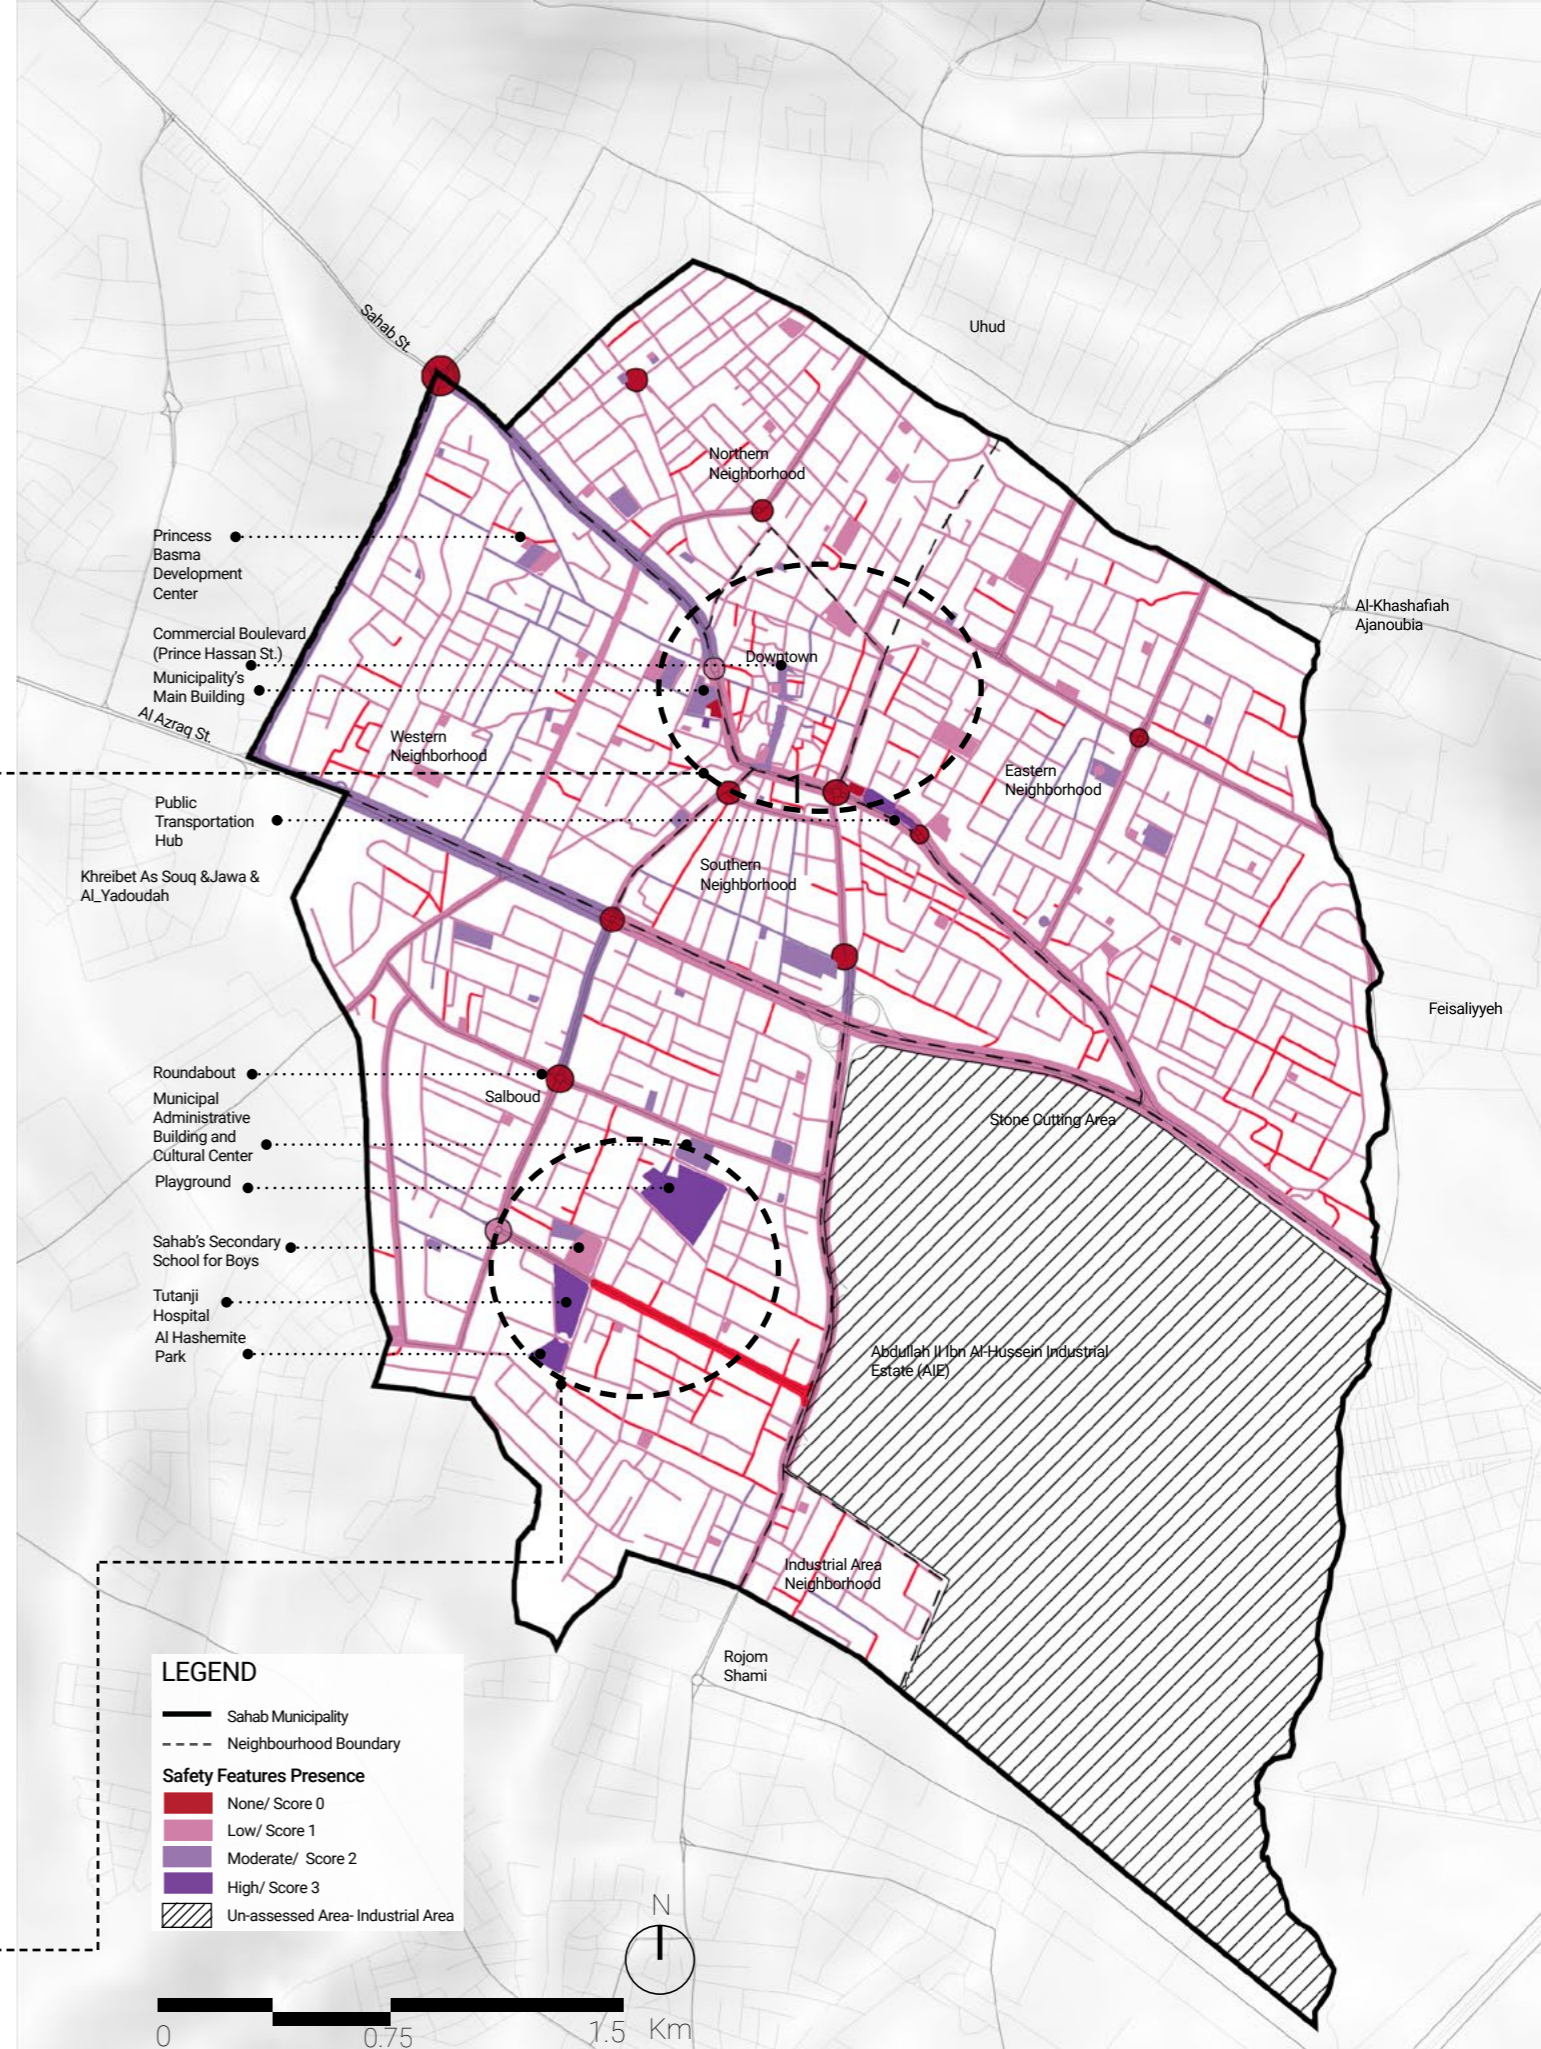 Sahab St.
Uhud
Northern
Neighborhood
Princess
Basma
Development
Center
Al-Khashafiah
Ajanoubia
Commercial Boulevard
(Prince Hassan St.)
Downtown
Municipality's
Main Building
Al Azraq St.
Western
Neighborhood
Eastern
Neighborhood
1
Public
Transportation
Hub
Southern
Neighborhood
Khreibet As Souq &Jawa &
Al_Yadoudah
Feisaliyyeh
Roundabout
Salboud
Municipal
Administrative
Building and
Cultural Center
Stone Cutting Area
Playground
Sahab's Secondary
School for Boys
Tutanji
Hospital
Al Hashemite
Park
Abdullah II Ibn Al-Hussein Industrial
Estate (AIE)
Industrial Area
Neighborhood
Rojom
Shami
LEGEND
Sahab Municipality
Neighbourhood Boundary
Safety Features Presence
None/ Score 0
Low/ Score 1
Moderate/ Score 2
High/ Score 3
Un-assessed Area- Industrial Area
N
0 0.75 1.5 Km